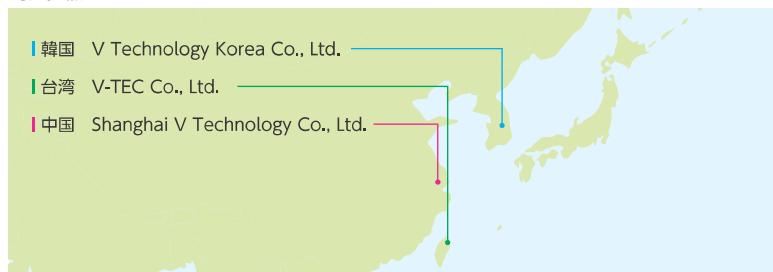 韓国 V Technology Korea Co., Ltd.
台湾 V-TEC Co., Ltd.
中国 Shanghai V Technology Co., Ltd.